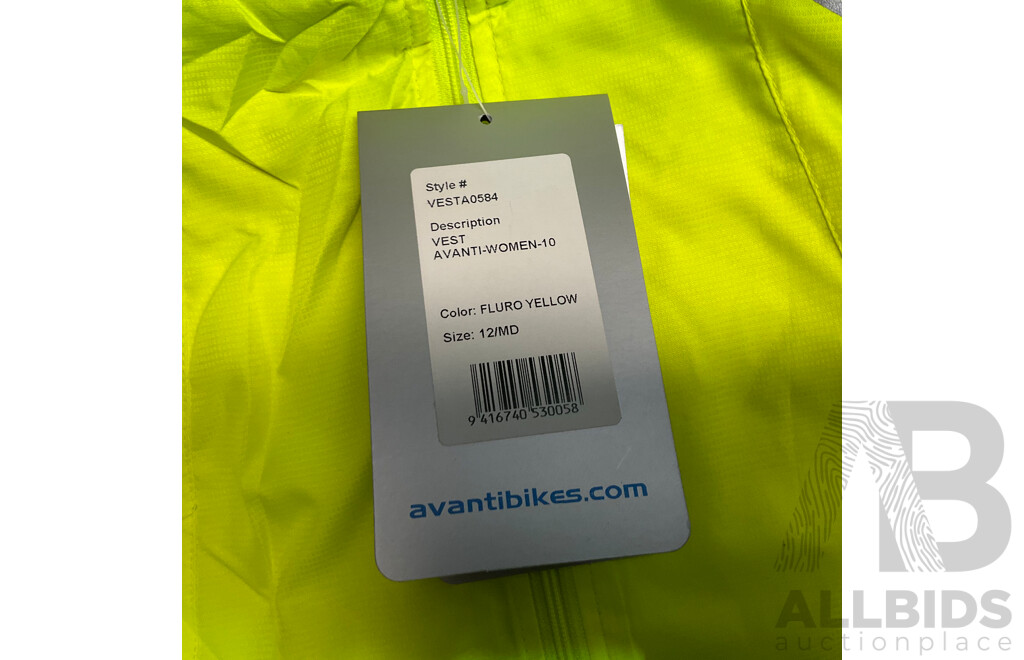 Style #
VESTA0584
Description
VEST
AVANTI-WOMEN-10
Color: FLURO YELLOW
Size: 12/MD
9 416740 530058
avantibikes.com
AB
ALLBIDS
auctionplace